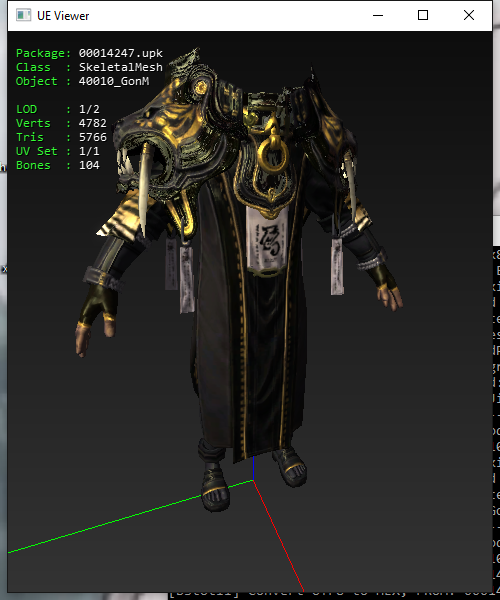 UE Viewer
Package: 00014247.upk
Class : SkeletalMesh
Object : 40010_GonM
LOD : 1/2
Verts : 4782
Tris : 5766
UV Set : 1/1
Bones : 104